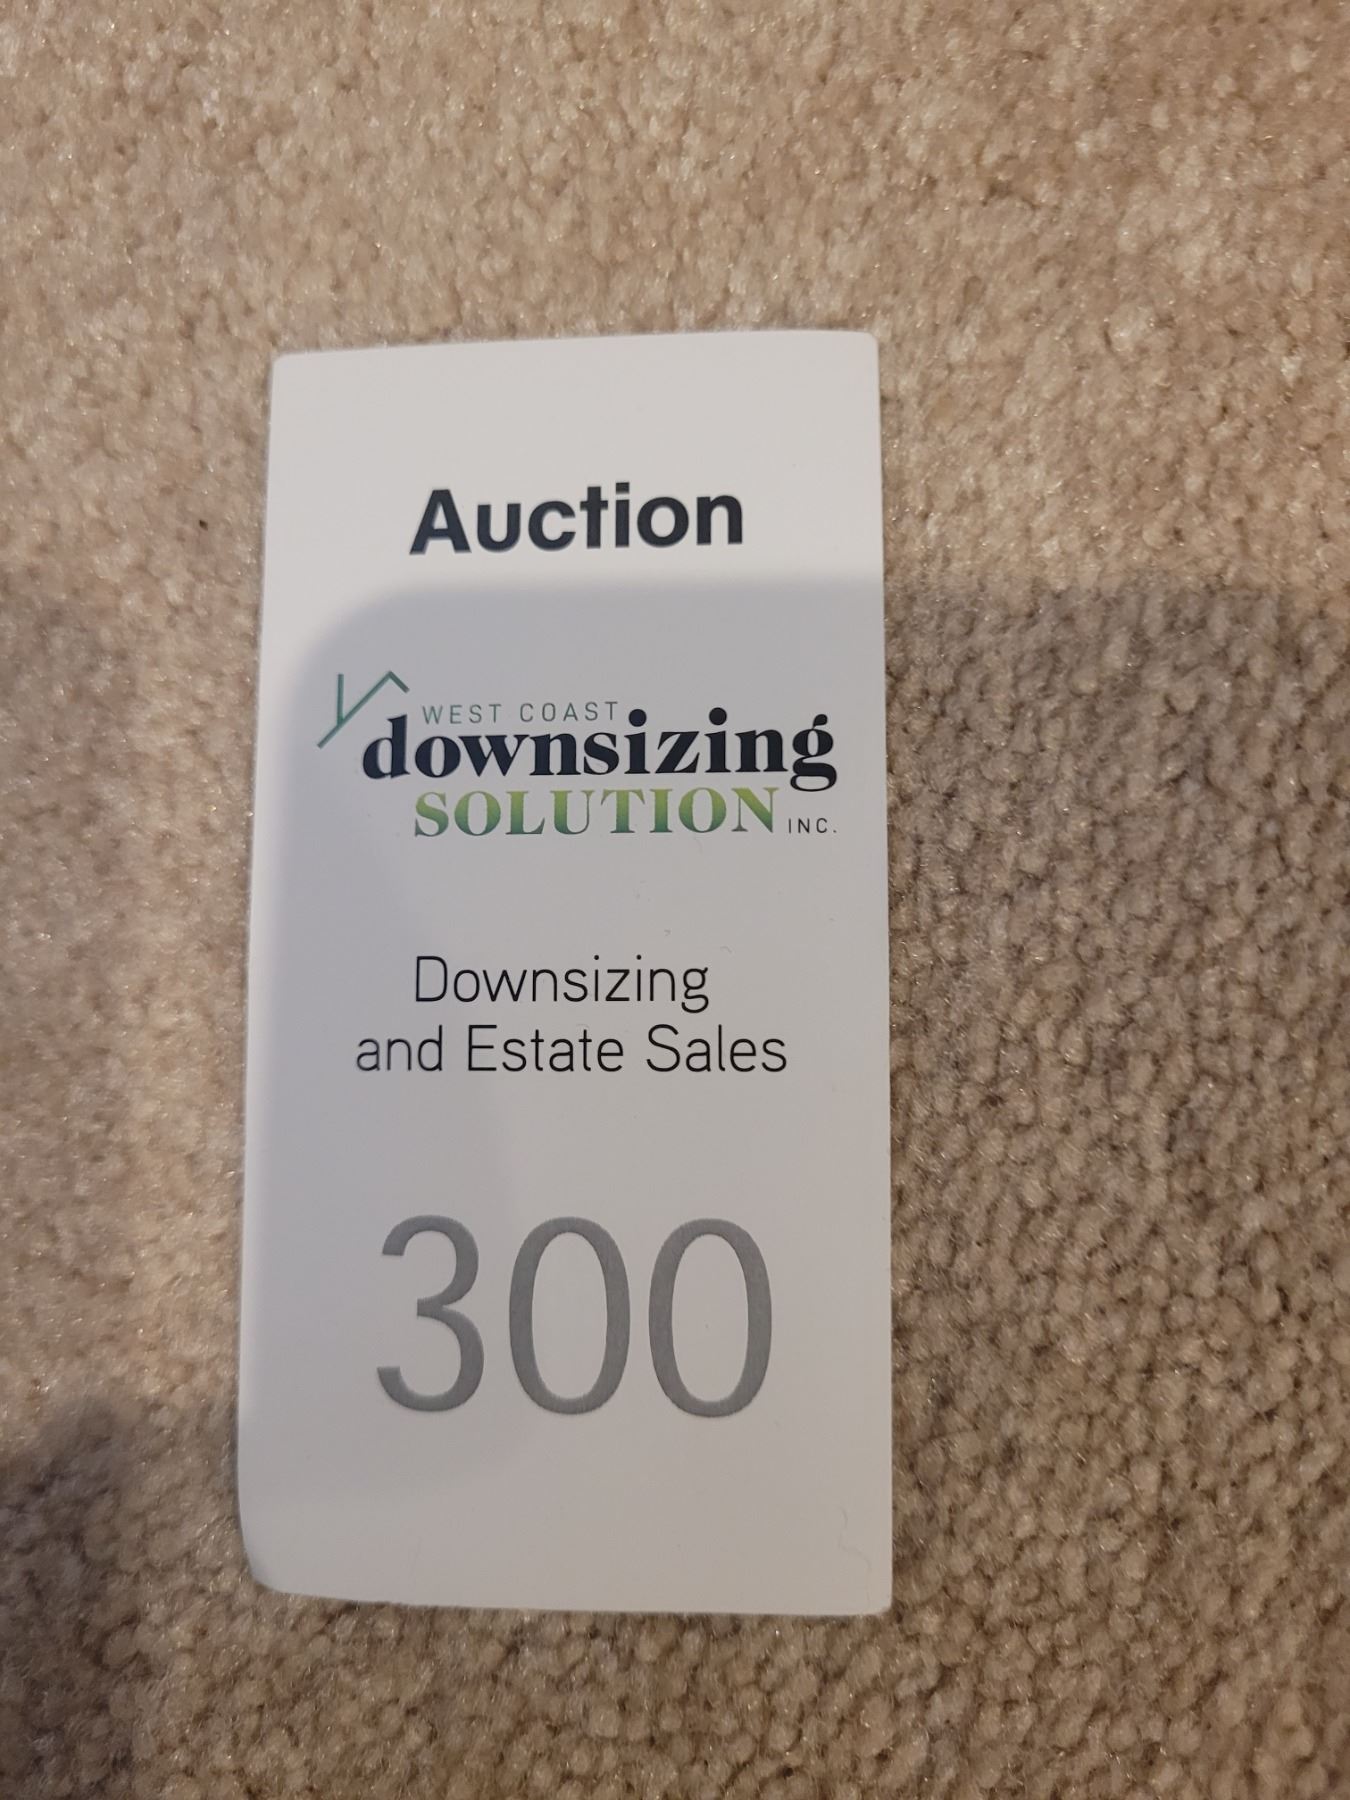 Auction
WEST COAST
downsizing
SOLUTION INC.
Downsizing
and Estate Sales
300